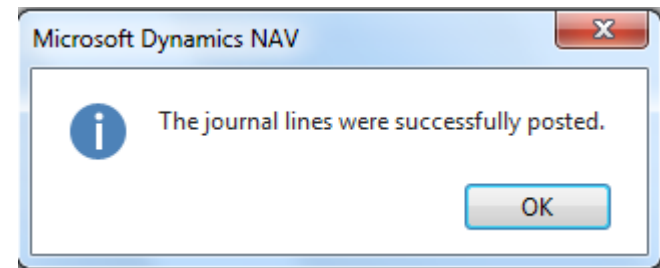 Microsoft Dynamics NAV
The journal lines were successfully posted.
OK